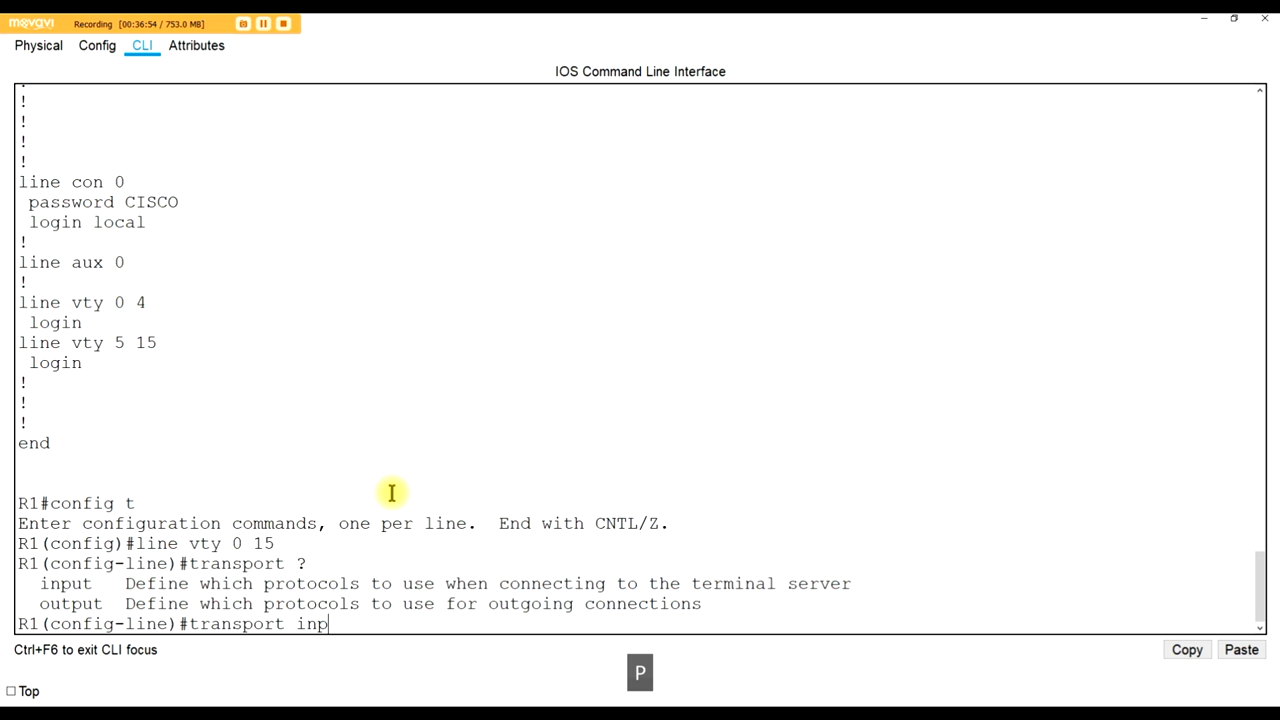 movavi Recording [00:36:54 / 753.0 MB]
Physical Config CLI Attributes
IOS Command Line Interface
!
!
!
!
!
line con 0
password CISCO
login local
!
line aux 0
!
line vty 0 4
login
line vty 5 15
login
!
!
!
end
R1#config t
Enter configuration commands, one per line. End with CNTL/Z.
R1(config)#line vty 0 15
R1(config-line)#transport ?
input Define which protocols to use when connecting to the terminal server
output Define which protocols to use for outgoing connections
R1(config-line)#transport inp
Ctrl+F6 to exit CLI focus
Copy Paste
P
Top